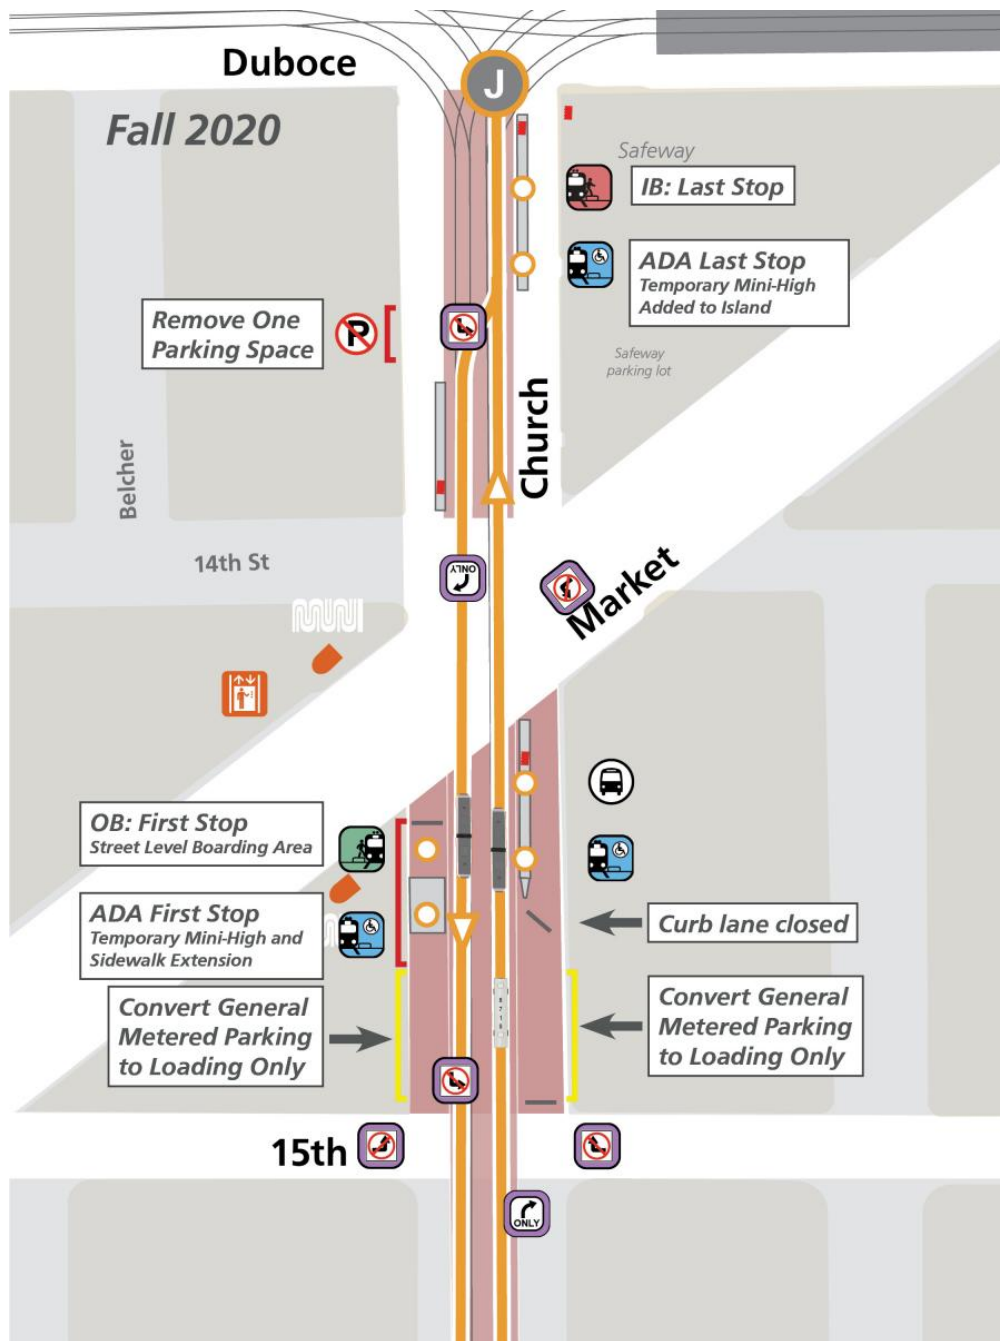 Duboce
J
Fall 2020
Safeway
IB: Last Stop
ADA Last Stop
Temporary Mini-High
Added to Island
Remove One
Parking Space
P
Safeway
parking lot
Church
Belcher
14th St
ONLY
Market
MUNI
OB: First Stop
Street Level Boarding Area
ADA First Stop
Temporary Mini-High and
Sidewalk Extension
Curb lane closed
Convert General
Metered Parking
to Loading Only
Convert General
Metered Parking
to Loading Only
15th
ONLY